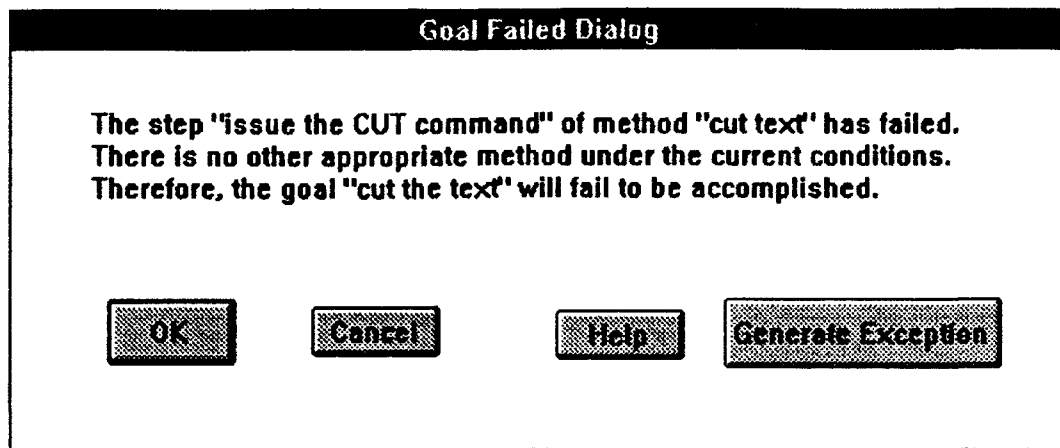 Goal Failed Dialog
The step "issue the CUT command" of method "cut text" has failed.
There is no other appropriate method under the current conditions.
Therefore, the goal "cut the text" will fail to be accomplished.
OK Cancel Help Generate Exception